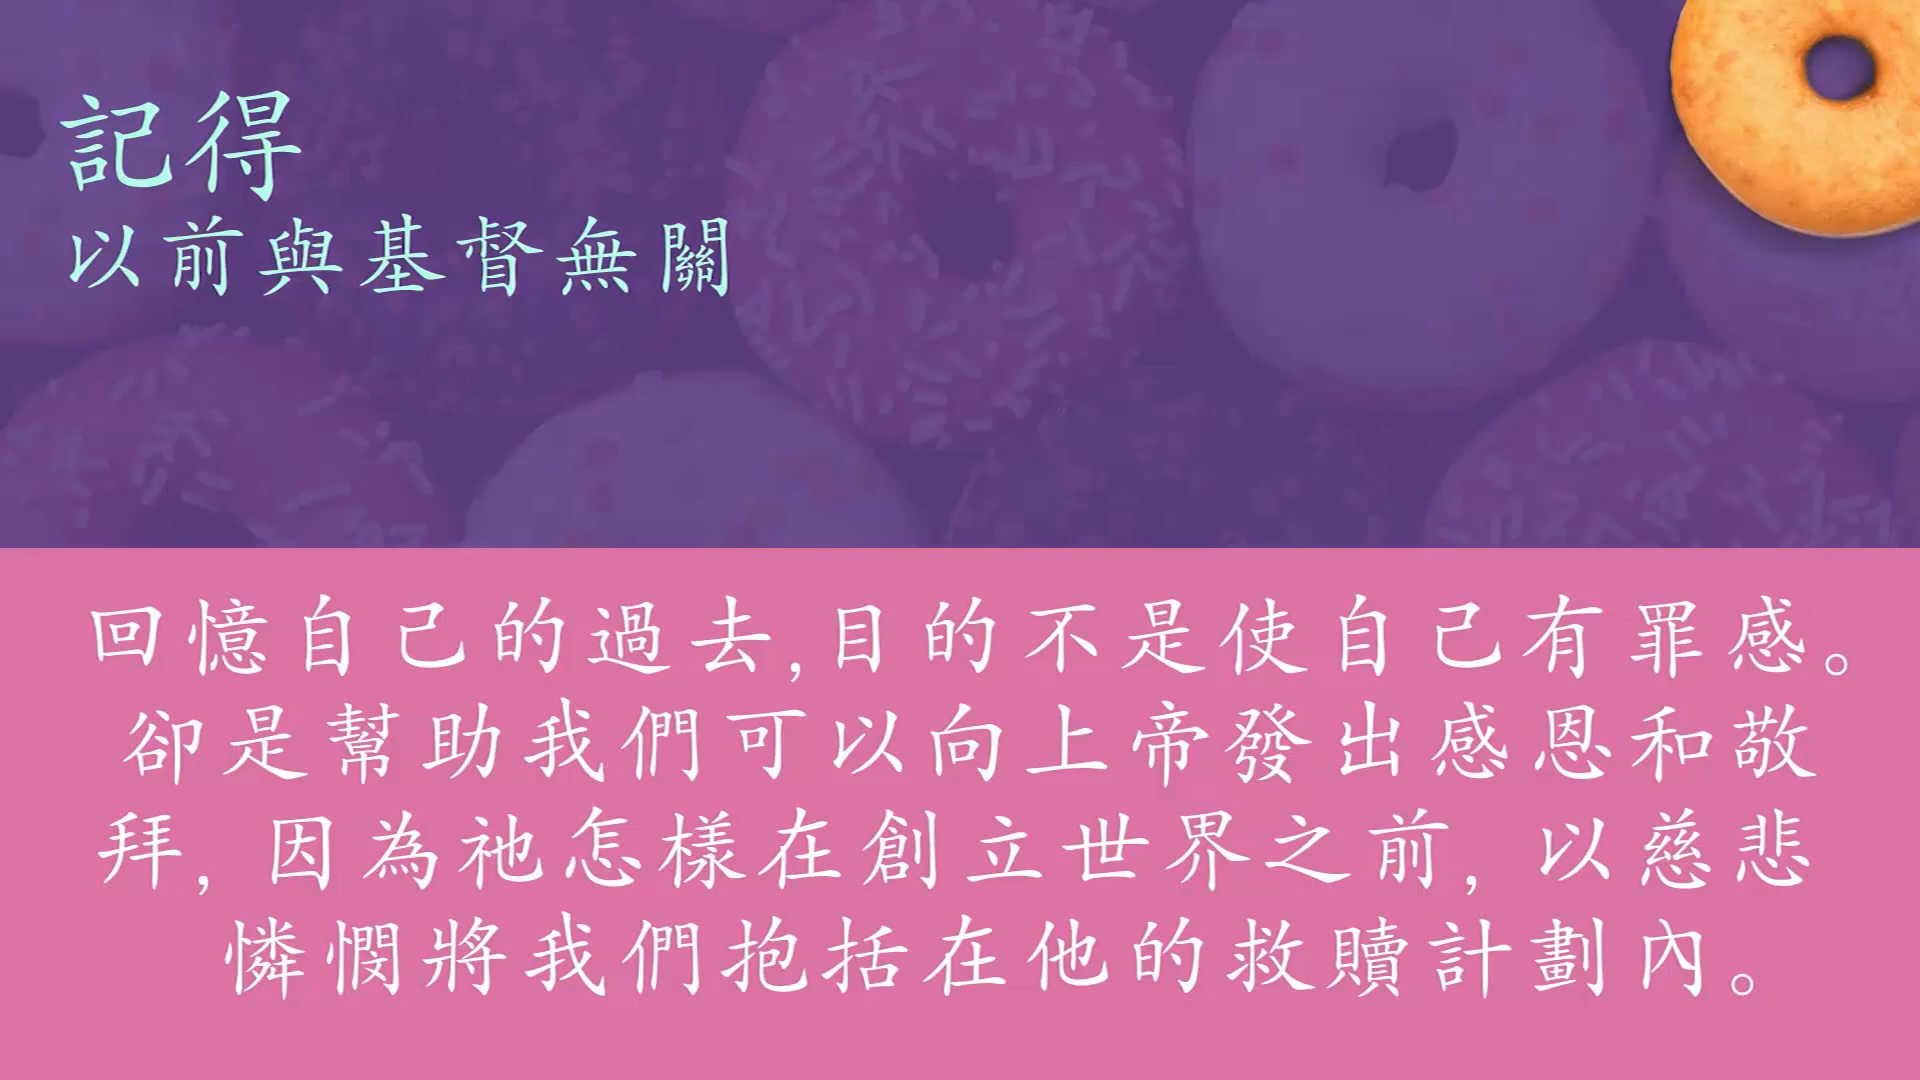 記得
以前與基督無關
回憶自己的過去,目的不是使自己有罪感。
卻是幫助我們可以向上帝發出感恩和敬
拜, 因為祂怎樣在創立世界之前, 以慈悲
憐憫將我們抱括在他的救贖計劃內。